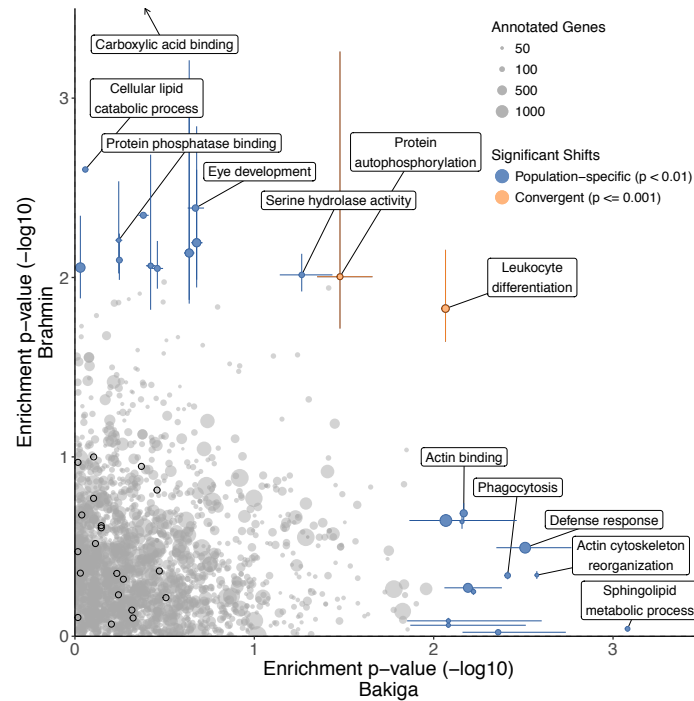 Carboxylic acid binding
Cellular lipid
catabolic process
Protein phosphatase binding
Eye development
Serine hydrolase activity
Protein
autophosphorylation
Leukocyte
differentiation
Annotated Genes
50
100
500
1000
Significant Shifts
Population-specific (p < 0.01)
Convergent (p <= 0.001)
Actin binding
Phagocytosis
Defense response
Actin cytoskeleton
reorganization
Sphingolipid
metabolic process
3
2
1
0
Enrichment p-value (-log10)
Brahmin
0
1
2
3
Enrichment p-value (-log10)
Bakiga